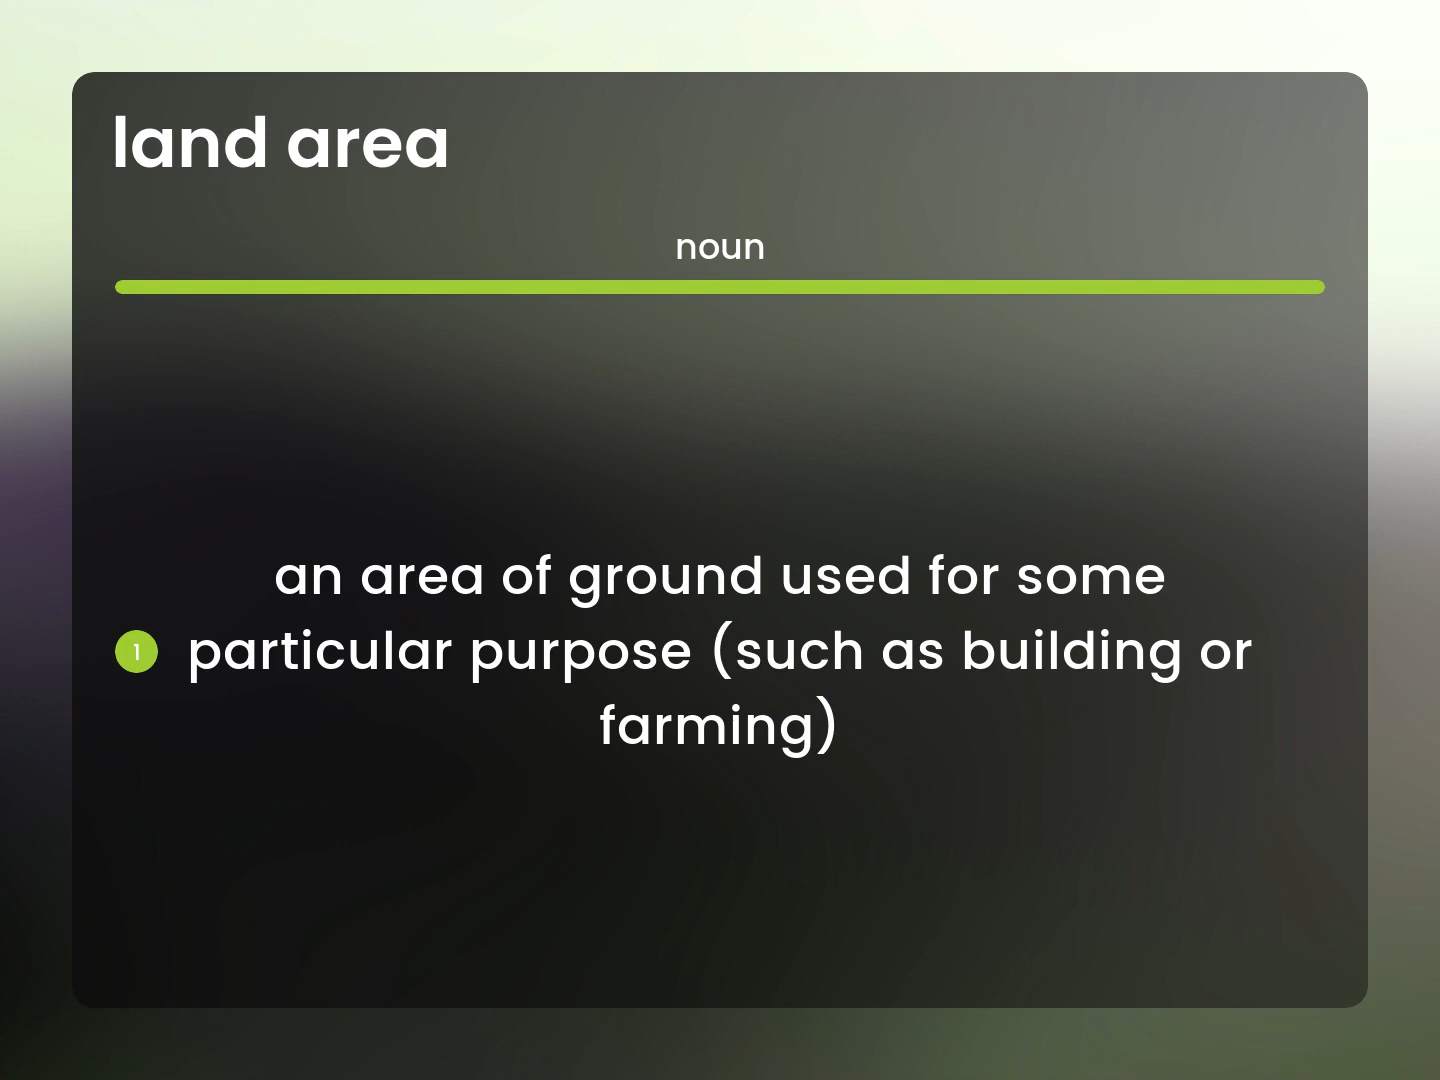 land area
noun
an area of ground used for some
1 particular purpose (such as building or
farming)